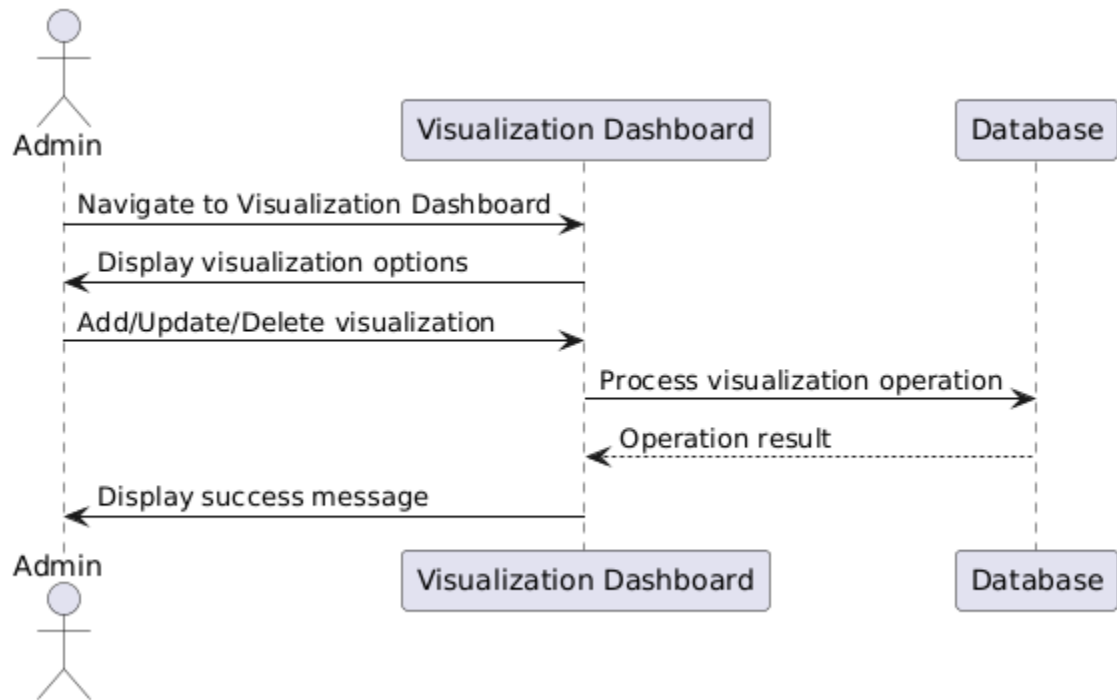 Admin
Visualization Dashboard
Database
Navigate to Visualization Dashboard
Display visualization options
Add/Update/Delete visualization
Process visualization operation
Operation result
Display success message
Admin
Visualization Dashboard
Database